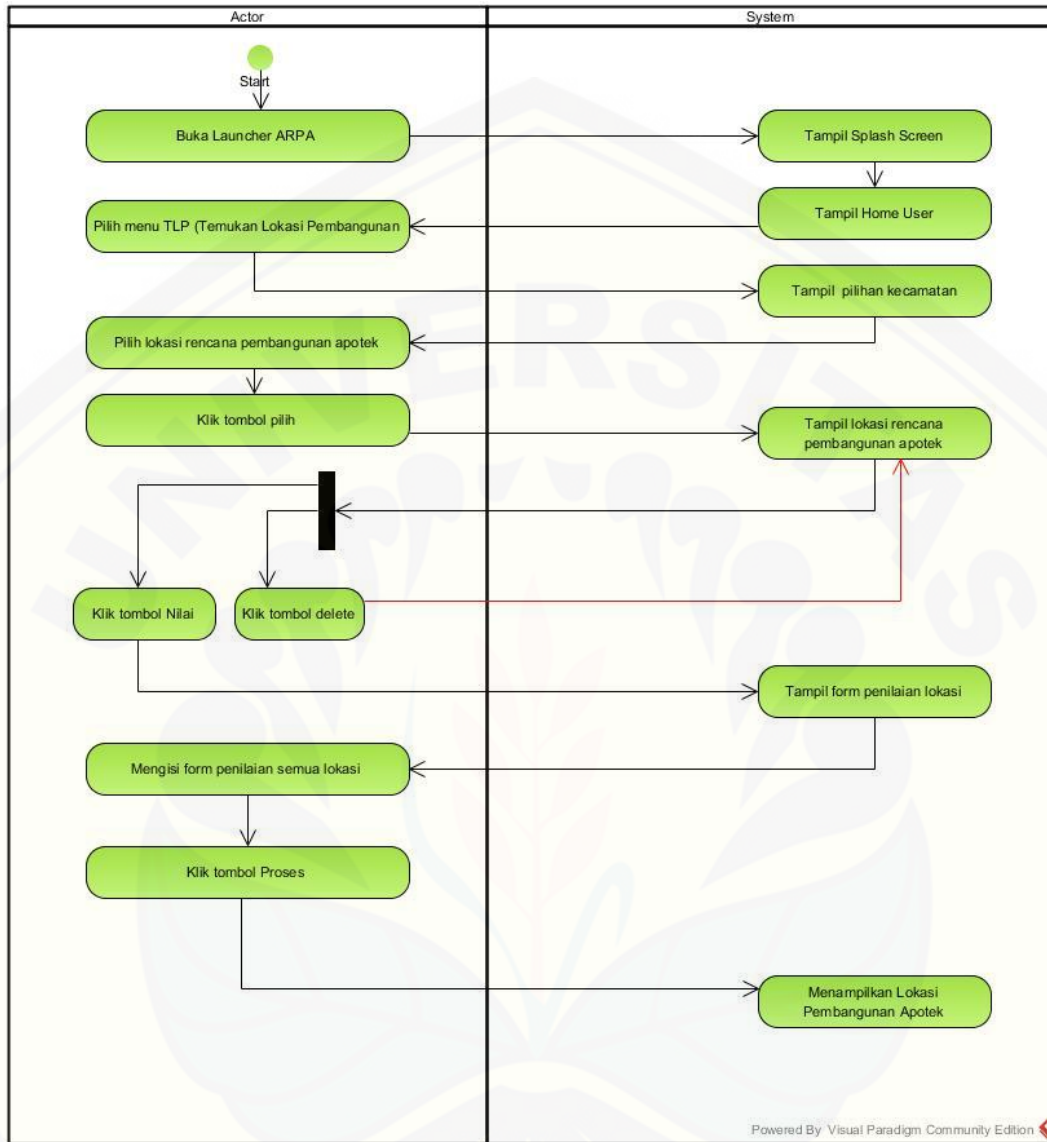 Actor
System
Start
Buka Launcher ARPA
Tampil Splash Screen
Pilih menu TLP (Temukan Lokasi Pembangunan
Tampil Home User
Tampil pilihan kecamatan
Pilih lokasi rencana pembangunan apotek
Klik tombol pilih
Tampil lokasi rencana
pembangunan apotek
Klik tombol Nilai
Klik tombol delete
Tampil form penilaian lokasi
Mengisi form penilaian semua lokasi
Klik tombol Proses
Menampilkan Lokasi
Pembangunan Apotek
UNIVERSITAS
Powered By Visual Paradigm Community Edition